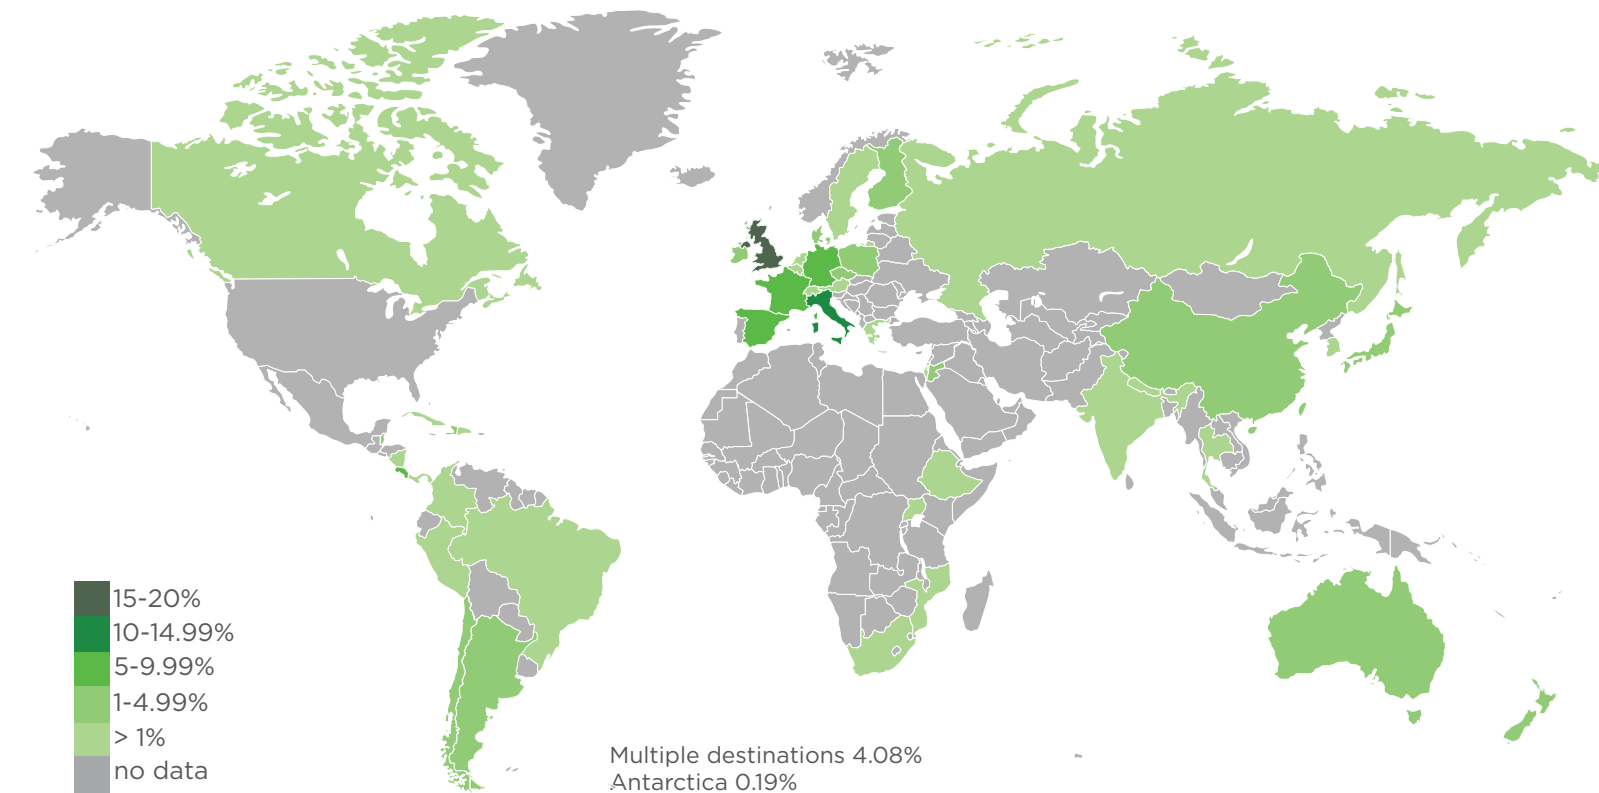 15-20%
10-14.99%
5-9.99%
1-4.99%
> 1%
no data
Multiple destinations 4.08%
Antarctica 0.19%